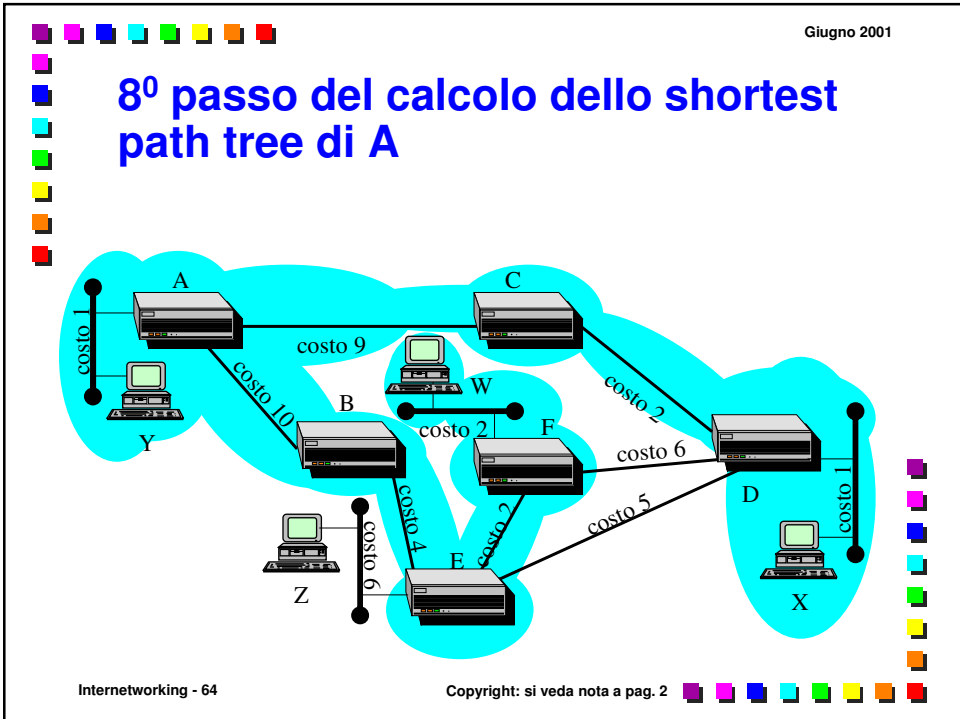 Giugno 2001
8⁰ passo del calcolo dello shortest
path tree di A
A
C
costo 1
costo 9
W
costo 10
B
costo 2
Y
costo 2
F
costo 6
D
costo 1
costo 4
costo 2
costo 5
Z
costo 6
E
X
Internetworking - 64
Copyright: si veda nota a pag. 2